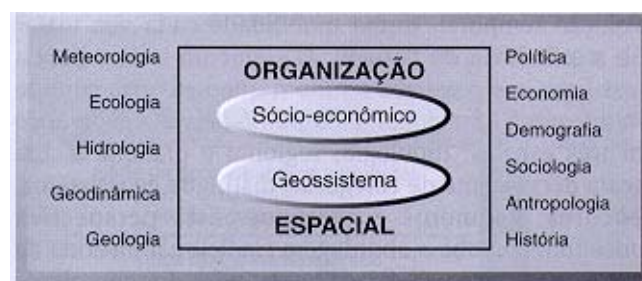 Meteorologia
Ecologia
Hidrologia
Geodinâmica
Geologia
ORGANIZAÇÃO
Sócio-econômico
Geossistema
ESPACIAL
Política
Economia
Demografia
Sociologia
Antropologia
História